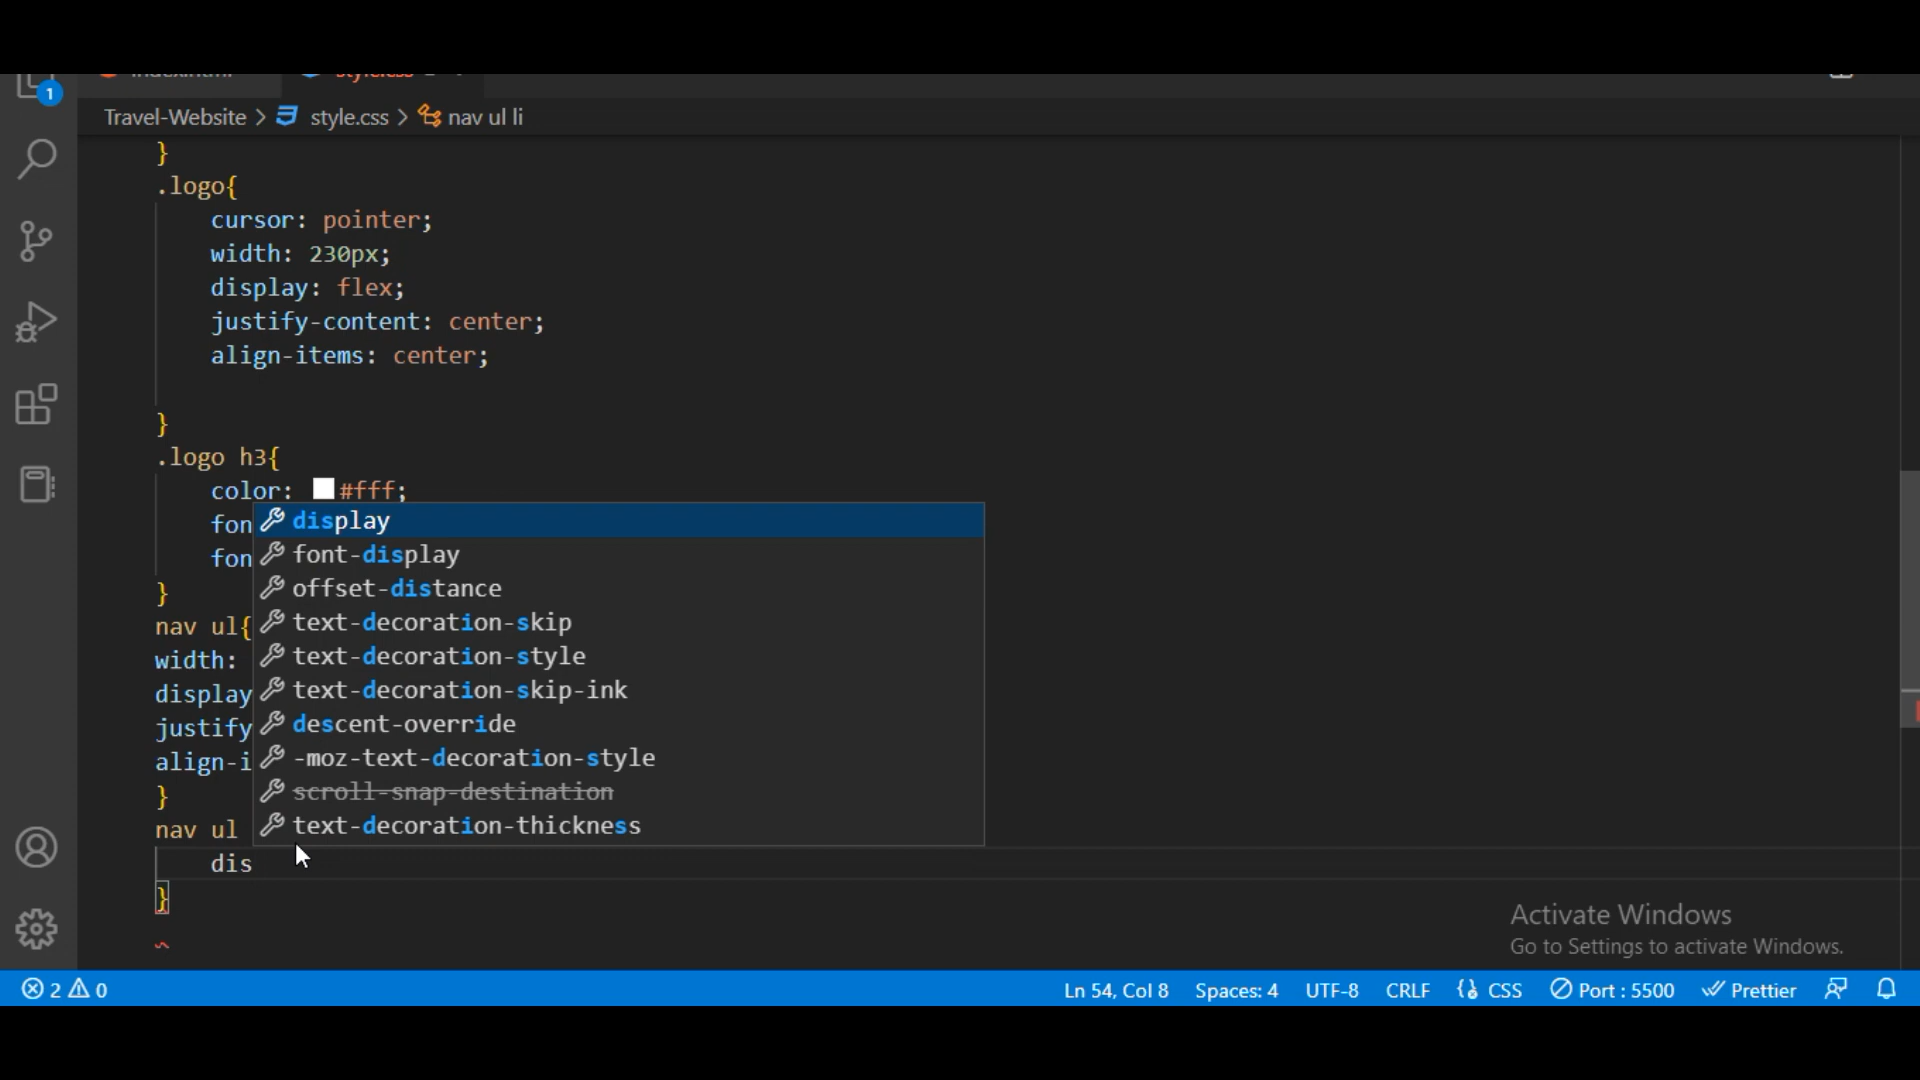 1
Travel-Website > style.css > nav ul li
}
.logo{
cursor: pointer;
width: 230px;
display: flex;
justify-content: center;
align-items: center;
}
.logo h3{
color: #fff;
fon
fon
}
nav ul{
width:
display
justify
align-i
}
nav ul
dis
}
display
font-display
offset-distance
text-decoration-skip
text-decoration-style
text-decoration-skip-ink
descent-override
-moz-text-decoration-style
scroll-snap-destination
text-decoration-thickness
Activate Windows
Go to Settings to activate Windows.
2 0 Ln 54, Col 8 Spaces: 4 UTF-8 CRLF {} CSS Port : 5500 Prettier